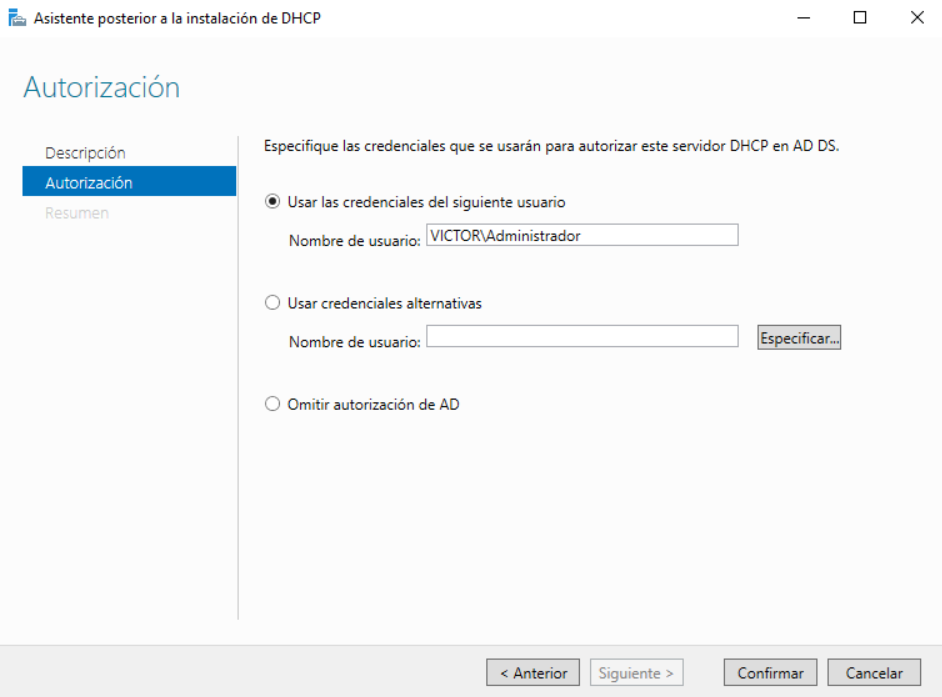 Asistente posterior a la instalación de DHCP
Autorización
Descripción
Autorización
Resumen
Especifique las credenciales que se usarán para autorizar este servidor DHCP en AD DS.
Usar las credenciales del siguiente usuario
Nombre de usuario: VICTOR\Administrador
Usar credenciales alternativas
Nombre de usuario:
Especificar...
Omitir autorización de AD
< Anterior
Siguiente >
Confirmar
Cancelar